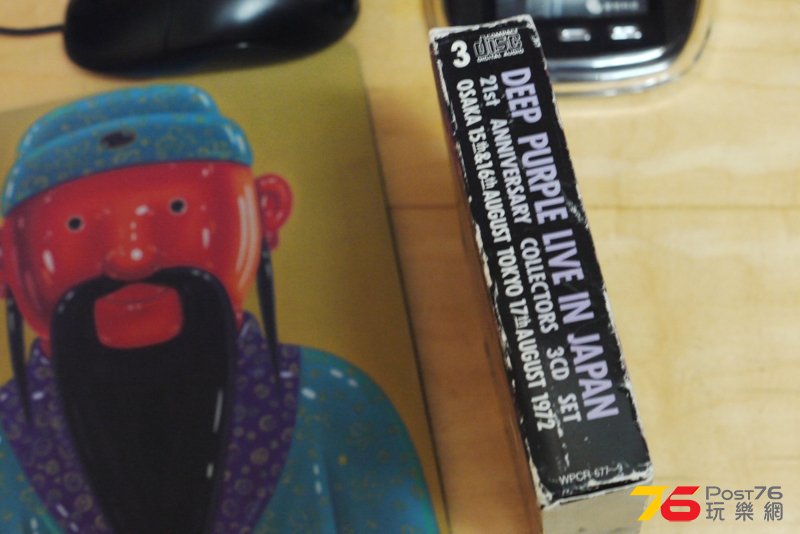 3
COMPACT
disc
DIGITAL AUDIO
DEEP PURPLE LIVE IN JAPAN
21st ANNIVERSARY COLLECTORS 3CD SET
OSAKA 15th & 16th AUGUST TOKYO 17th AUGUST 1972
WPCR-677~9
76 POST76
玩樂網